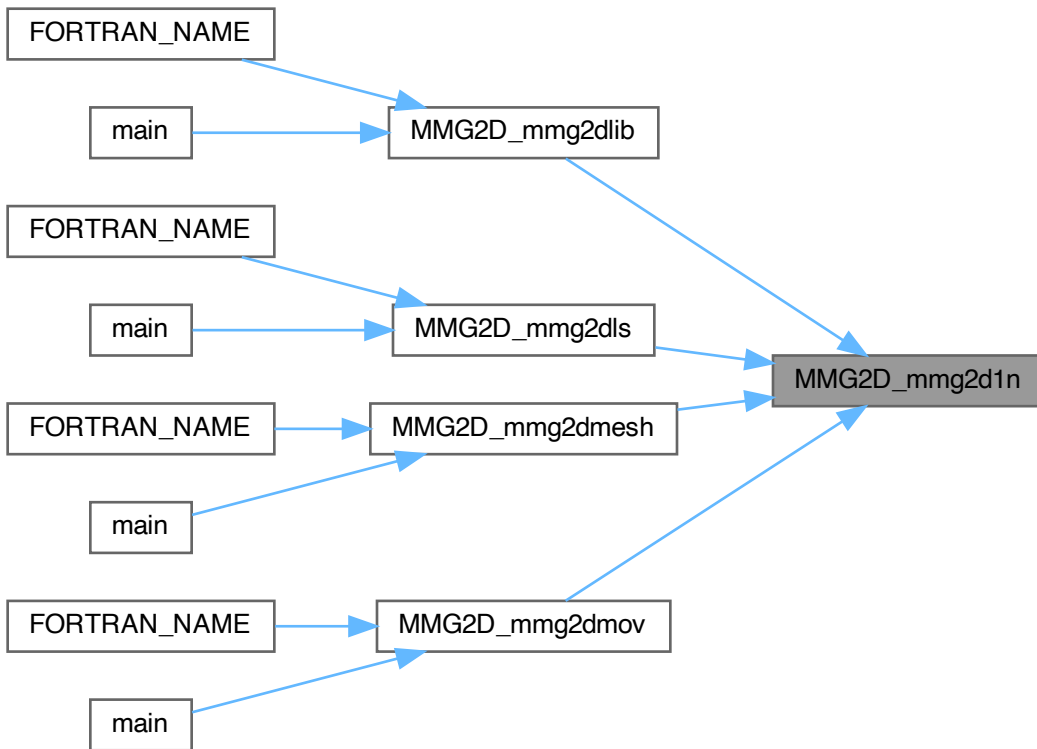 FORTRAN_NAME
main
MMG2D_mmg2dlib
FORTRAN_NAME
main
MMG2D_mmg2dls
MMG2D_mmg2d1n
FORTRAN_NAME
MMG2D_mmg2dmesh
main
FORTRAN_NAME
MMG2D_mmg2dmov
main